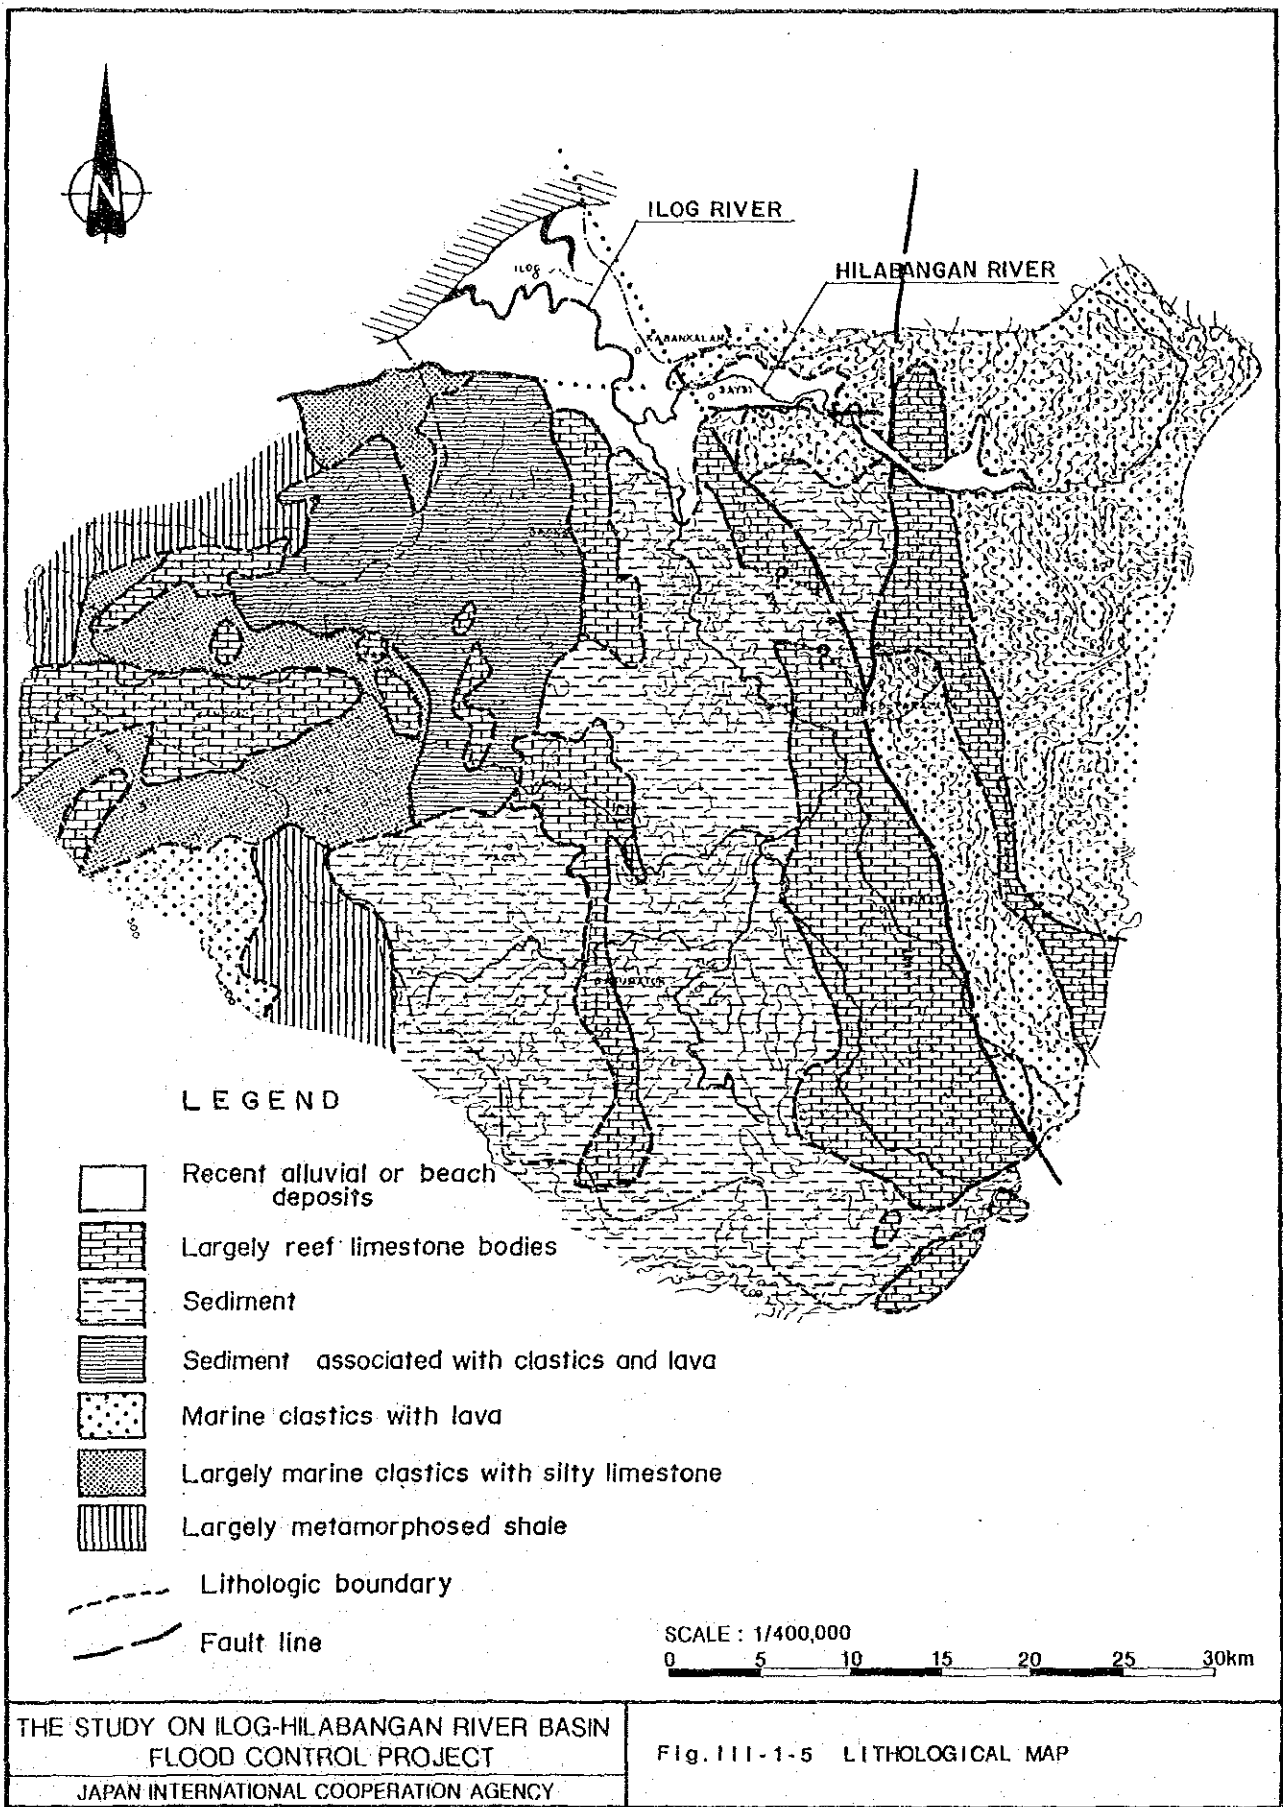 N
ILOG RIVER
ILOG
HILABANGAN RIVER
KABANKALAN
500
LEGEND
Recent alluvial or beach
deposits
Largely reef limestone bodies
Sediment
Sediment associated with clastics and lava
Marine clastics with lava
Largely marine clastics with silty limestone
Largely metamorphosed shale
Lithologic boundary
Fault line
SCALE : 1/400,000
0 5 10 15 20 25 30km
THE STUDY ON ILOG-HILABANGAN RIVER BASIN
FLOOD CONTROL PROJECT
JAPAN INTERNATIONAL COOPERATION AGENCY
Fig. III-1-5 LITHOLOGICAL MAP